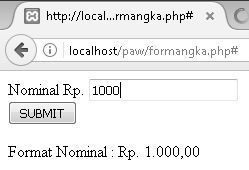 http://local...rmangka.php#
localhost/paw/formangka.php#
Nominal Rp. 1000
SUBMIT
Format Nominal : Rp. 1.000,00